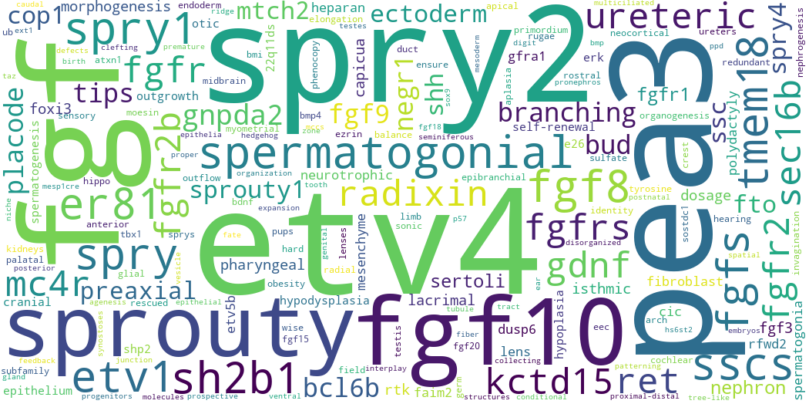 cop1
morphogenesis
endoderm
caudal
ub
ext1
ridge
elongation
apical
multiciliated
mtch2
heparan
ectoderm
ureteric
spry4
nephrogenesis
spry1
otic
testes
neocortical
ureters
ppd
placode
taz
defects
premature
birth
atxn1
clefting
22q11ds
bmi
phenocopy
duct
rugae
digit
mesoderm
primordium
bmp
redundant
fgf
spry2
pea3
fgfr
midbrain
capicua
negr1
gfra1
rostral
pronephros
erk
tips
outgrowth
ensure
shh
sox9
aplasia
fgfr1
organogenesis
ssc
polydactyly
tmem18
sec16b
foxi3
sensory
moesin
bmp4
zone
fgf18
spermatogenesis
gnpda2
fgf9
branching
epithelia
hedgehog
myometrial
ezrin
balance
seminiferous
self-renewal
e26
sulfate
bud
crest
invagination
hippo
proper
organization
spermatogonial
tyrosine
postnatal
er81
fgfr2b
mesp1cre
niche
tooth
neurotrophic
epibranchial
fgf8
dosage
fto
fgfr2
anterior
outflow
sprouty1
bdnf
radixin
identity
sostdc1
hearing
tbx1
expansion
limb
sonic
p57
fgfrs
disorganized
fgfs
kidneys
palatal
posterior
spry
sprys
fate
pups
genital
lenses
mesenchyme
etv4
gdnf
spatial
vesicle
glial
hard
radial
ear
mc4r
preaxial
pharyngeal
obesity
sertoli
isthmic
fibroblast
cranial
agenesis
rescued
epithelial
etv5b
hypodysplasia
lacrimal
hypoplasia
cic
arch
embryos
fgf3
spermatogonia
sprouty
fgf10
synostoses
wise
fgf15
tubule
tract
testis
lens
dusp6
eec
hs6st2
rfwd2
cochlear
feedback
subfamily
junction
shp2
fiber
fgf20
collecting
patterning
sscs
gland
etv1
sh2b1
bcl6b
field
interplay
rtk
faim2
germ
kctd15
ret
nephron
epithelium
progenitors
molecules
prospective
ventral
structures
conditional
proximal-distal
tree-like